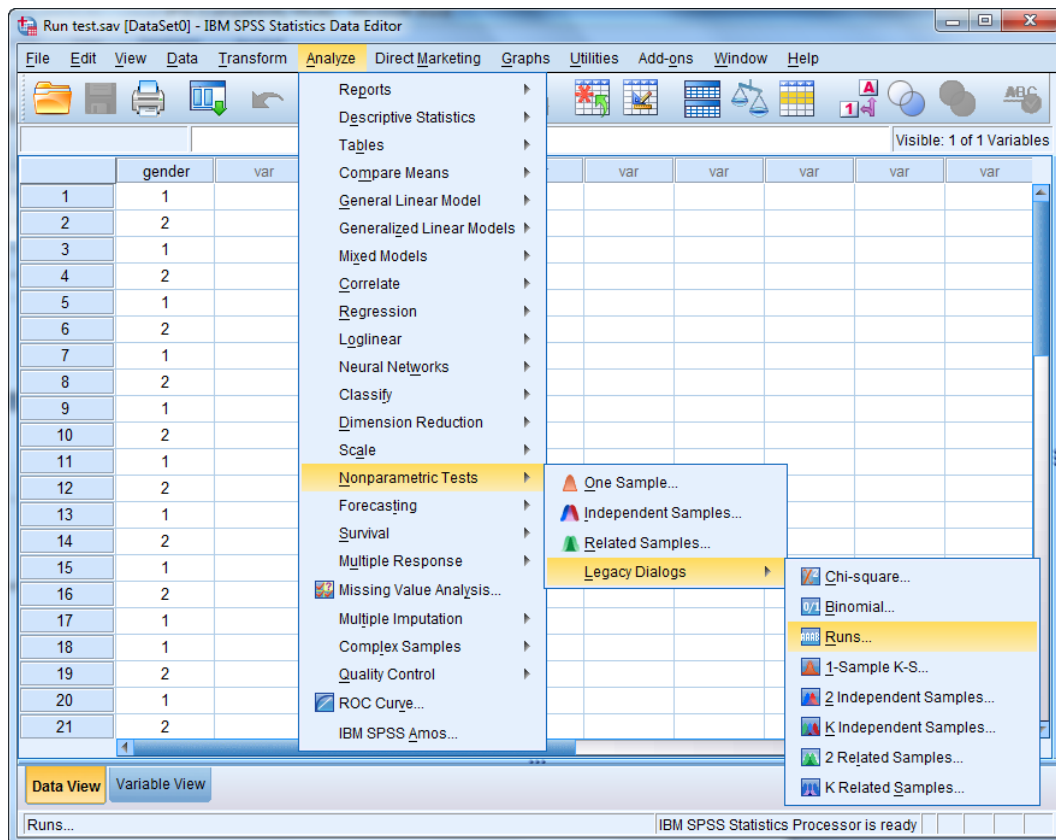 Run test.sav [DataSet0] - IBM SPSS Statistics Data Editor
File Edit View Data Transform Analyze Direct Marketing Graphs Utilities Add-ons Window Help
A
1
ABC
Visible: 1 of 1 Variables
gender var var var var var var
1 1
2 2
3 1
4 2
5 1
6 2
7 1
8 2
9 1
10 2
11 1
12 2
13 1
14 2
15 1
16 2
17 1
18 1
19 2
20 1
21 2
Reports
Descriptive Statistics
Tables
Compare Means
General Linear Model
Generalized Linear Models
Mixed Models
Correlate
Regression
Loglinear
Neural Networks
Classify
Dimension Reduction
Scale
Nonparametric Tests
Forecasting
Survival
Multiple Response
Missing Value Analysis...
Multiple Imputation
Complex Samples
Quality Control
ROC Curve...
IBM SPSS Amos...
One Sample...
Independent Samples...
Related Samples...
Legacy Dialogs
Chi-square...
0/1 Binomial...
AAAB Runs...
1-Sample K-S...
2 Independent Samples...
K Independent Samples...
2 Related Samples...
K Related Samples...
Data View Variable View
Runs... IBM SPSS Statistics Processor is ready